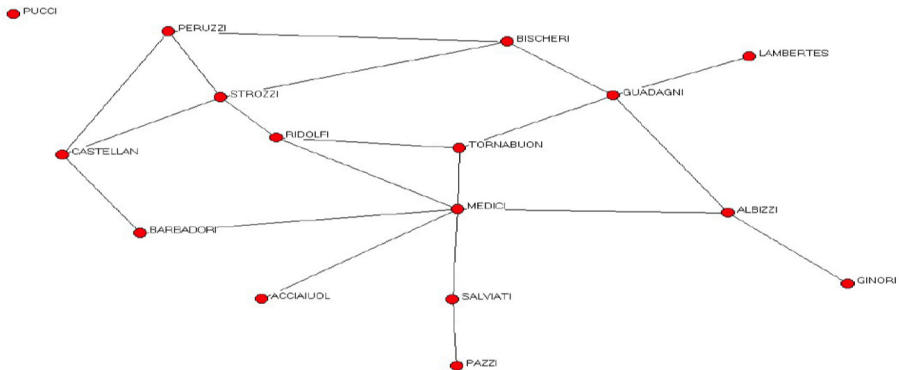 PUCCI
PERUZZI
BISCHERI
LAMBERTES
STROZZI
GUADAGNI
RIDOLFI
TORNABUON
CASTELLAN
MEDICI
ALBIZZI
BARBADORI
GINORI
ACCIAIUOL
SALVIATI
PAZZI